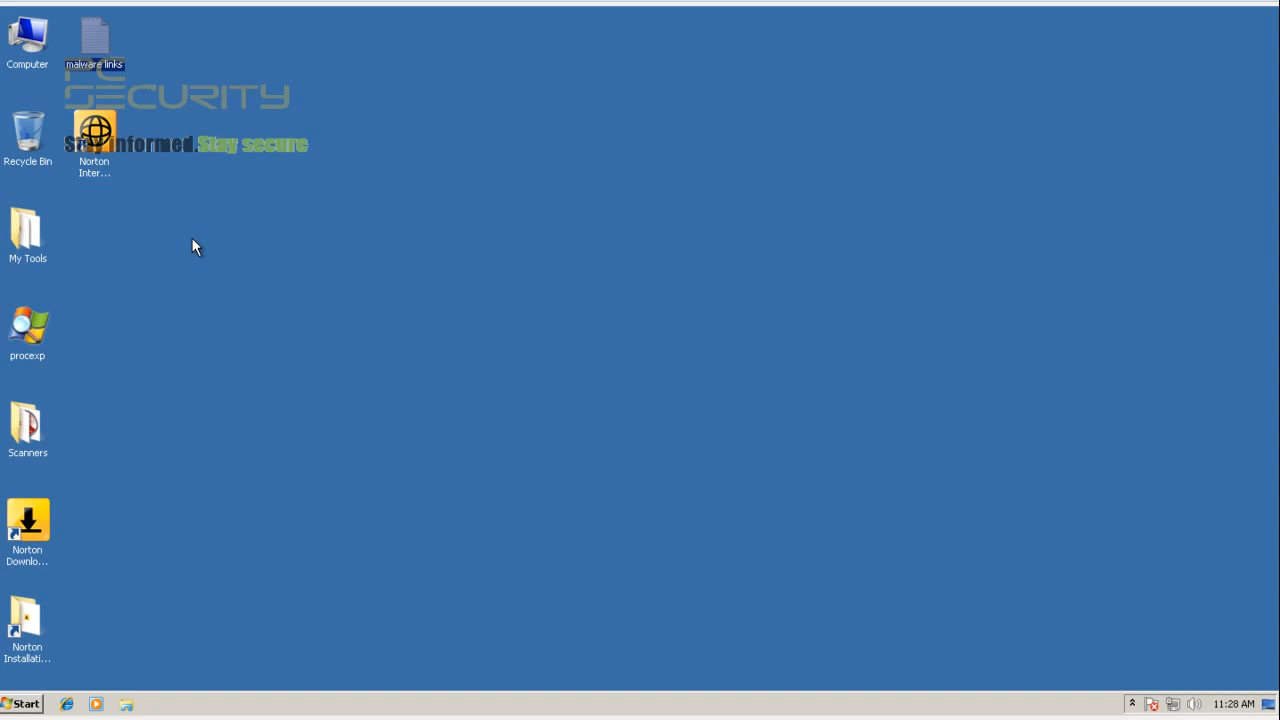 Computer
malware links
PC
SECURITY
Stay informed.Stay secure
Recycle Bin
Norton
Inter...
My Tools
procexp
Scanners
Norton
Downlo...
Norton
Installati...
Start
11:28 AM